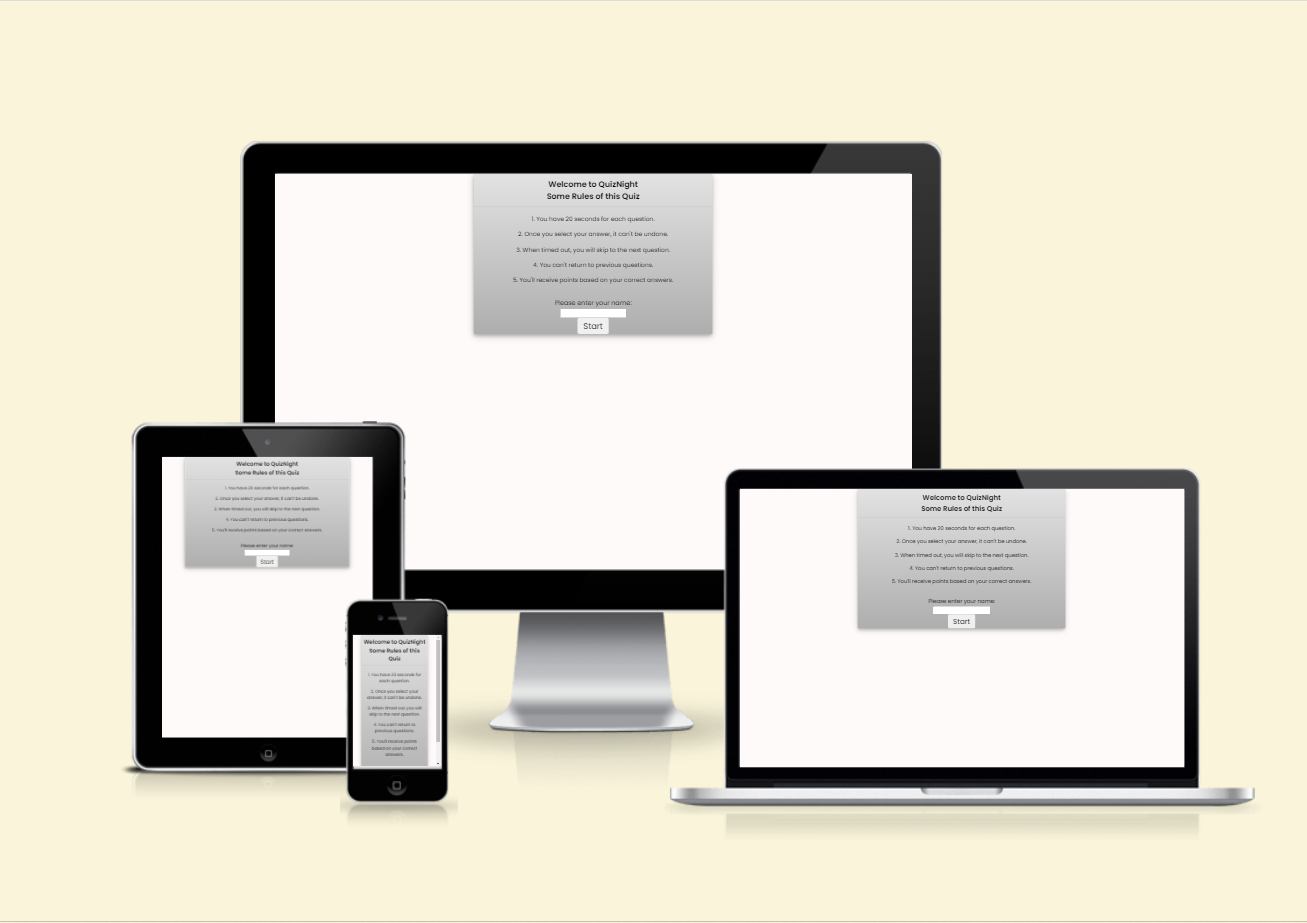 Welcome to QuizNight
Some Rules of this Quiz
1. You have 20 seconds for each question.
2. Once you select your answer, it can't be undone.
3. When timed out, you will skip to the next question.
4. You can't return to previous questions.
5. You'll receive points based on your correct answers.
Please enter your name:
Start
Welcome to QuizNight
Some Rules of this Quiz
1. You have 20 seconds for each question.
2. Once you select your answer, it can't be undone.
3. When timed out, you will skip to the next question.
4. You can't return to previous questions.
5. You'll receive points based on your correct answers.
Please enter your name:
Start
Welcome to QuizNight
Some Rules of this
Quiz
1. You have 20 seconds for
each question.
2. Once you select your
answer, it can't be undone.
3. When timed out, you will
skip to the next question.
4. You can't return to
previous questions.
5. You'll receive points
based on your correct
answers.
Welcome to QuizNight
Some Rules of this Quiz
1. You have 20 seconds for each question.
2. Once you select your answer, it can't be undone.
3. When timed out, you will skip to the next question.
4. You can't return to previous questions.
5. You'll receive points based on your correct answers.
Please enter your name:
Start